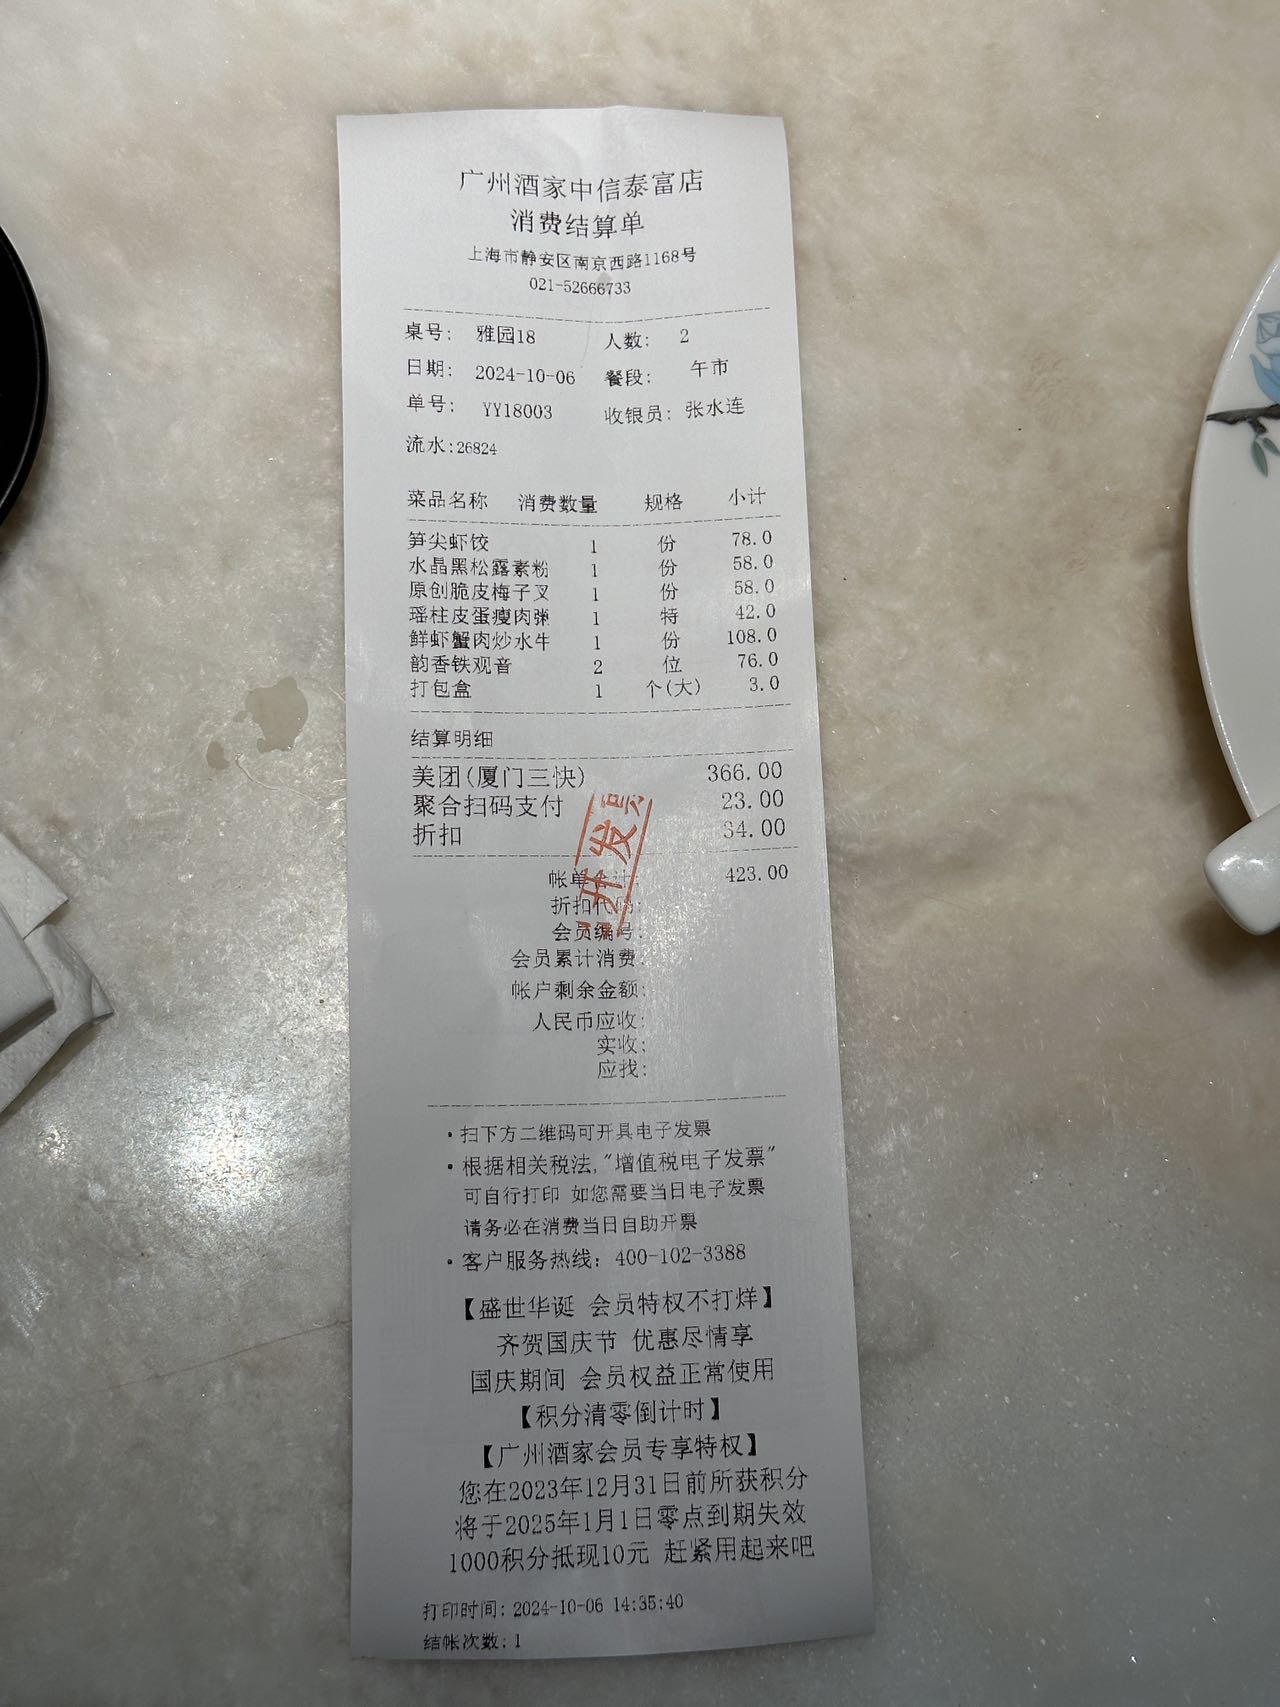 广州酒家中信泰富店
消费结算单
上海市静安区南京西路1168号
021-52666733
桌号: 雅园18 人数: 2
日期: 2024-10-06 餐段: 午市
单号: YY18003 收银员: 张水连
流水:26824
菜品名称 消费数量 规格 小计
笋尖虾饺 1 份 78.0
水晶黑松露素粉 1 份 58.0
原创脆皮梅子叉 1 份 58.0
瑶柱皮蛋瘦肉粥 1 特 42.0
鲜虾蟹肉炒水牛 1 份 108.0
韵香铁观音 2 位 76.0
打包盒 1 个(大) 3.0
结算明细
美团(厦门三快) 366.00
聚合扫码支付 23.00
折扣 34.00
帐单合计: 423.00
折扣代码:
会员编号:
会员累计消费:
帐户剩余金额:
人民币应收:
实收:
应找:
开发票
·扫下方二维码可开具电子发票
·根据相关税法,"增值税电子发票"
可自行打印 如您需要当日电子发票
请务必在消费当日自助开票
·客户服务热线: 400-102-3388
【盛世华诞 会员特权不打烊】
齐贺国庆节 优惠尽情享
国庆期间 会员权益正常使用
【积分清零倒计时】
【广州酒家会员专享特权】
您在2023年12月31日前所获积分
将于2025年1月1日零点到期失效
1000积分抵现10元 赶紧用起来吧
打印时间: 2024-10-06 14:35:40
结帐次数: 1